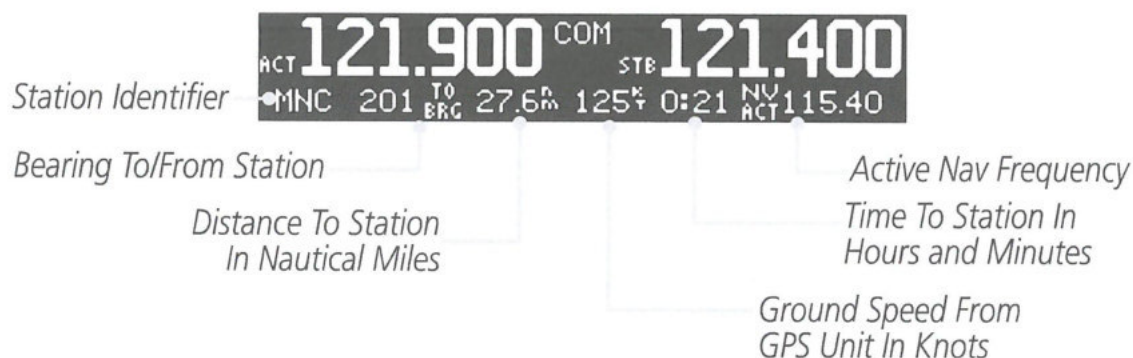 ACT 121.900 COM STB 121.400
MNC 201 TO BRG 27.6 nm 125 KT 0:21 NV ACT 115.40
Station Identifier
Bearing To/From Station
Distance To Station
In Nautical Miles
Active Nav Frequency
Time To Station In
Hours and Minutes
Ground Speed From
GPS Unit In Knots